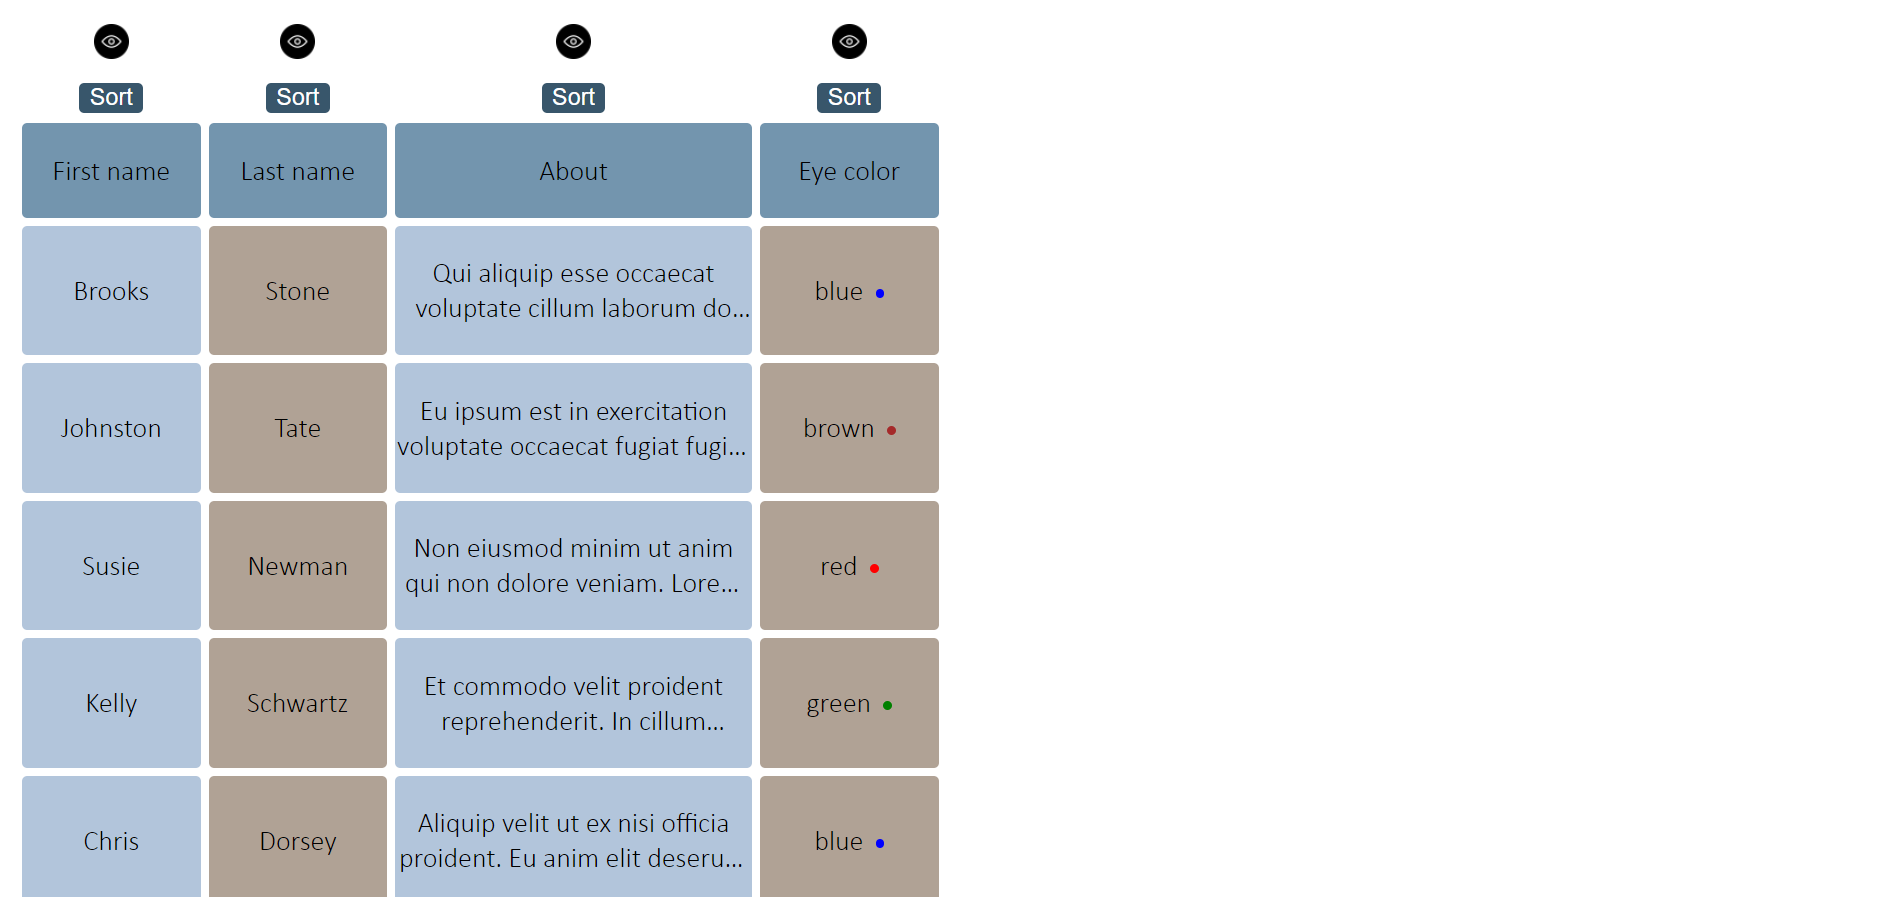 Sort Sort Sort Sort
First name Last name About Eye color
Brooks Stone Qui aliquip esse occaecat
voluptate cillum laborum do... blue
Johnston Tate Eu ipsum est in exercitation
voluptate occaecat fugiat fugi... brown
Susie Newman Non eiusmod minim ut anim
qui non dolore veniam. Lore... red
Kelly Schwartz Et commodo velit proident
reprehenderit. In cillum... green
Chris Dorsey Aliquip velit ut ex nisi officia
proident. Eu anim elit deseru... blue